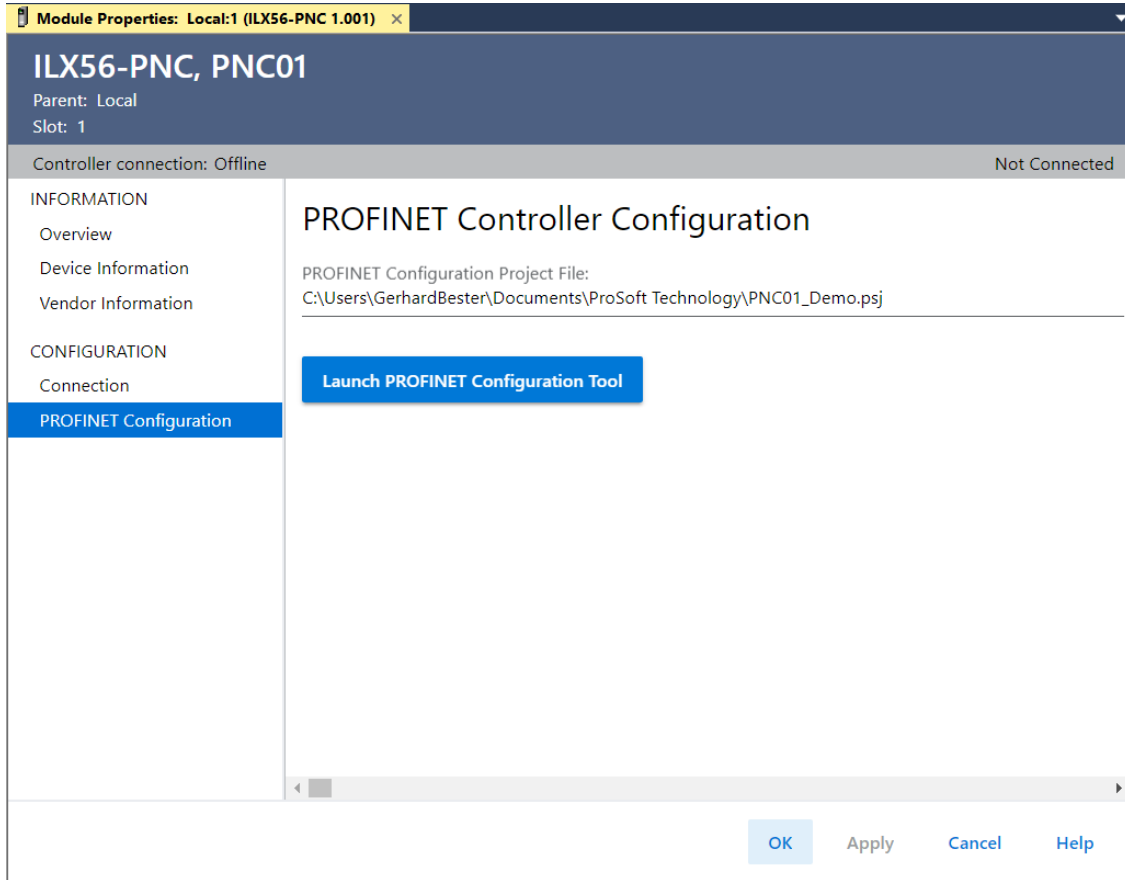 Module Properties: Local:1 (ILX56-PNC 1.001) ×
ILX56-PNC, PNC01
Parent: Local
Slot: 1
Controller connection: Offline
Not Connected
INFORMATION
Overview
Device Information
Vendor Information
CONFIGURATION
Connection
PROFINET Configuration
PROFINET Controller Configuration
PROFINET Configuration Project File:
C:\Users\GerhardBester\Documents\ProSoft Technology\PNC01_Demo.psj
Launch PROFINET Configuration Tool
OK Apply Cancel Help